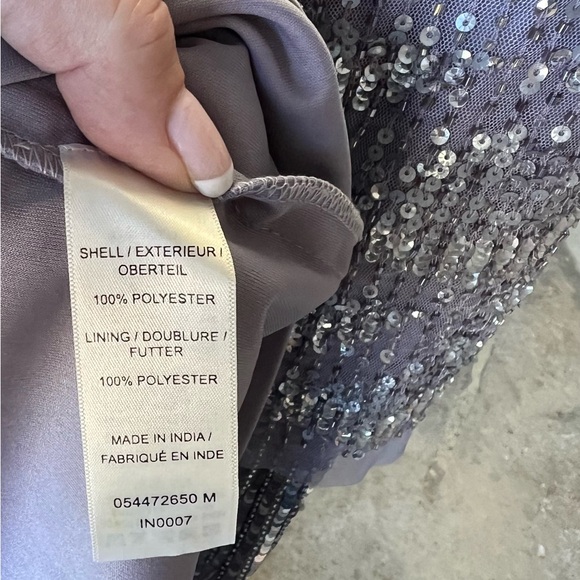 SHELL / EXTERIEUR /
OBERTEIL
100% POLYESTER
LINING / DOUBLURE /
FUTTER
100% POLYESTER
MADE IN INDIA /
FABRIQUÉ EN INDE
054472650 M
IN0007